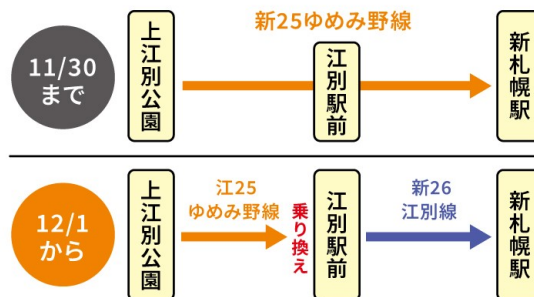 新25ゆめみ野線
11/30
まで
上江別公園
江別駅前
新札幌駅
12/1
から
上江別公園
江25
ゆめみ野線
乗り換え
江別駅前
新26
江別線
新札幌駅